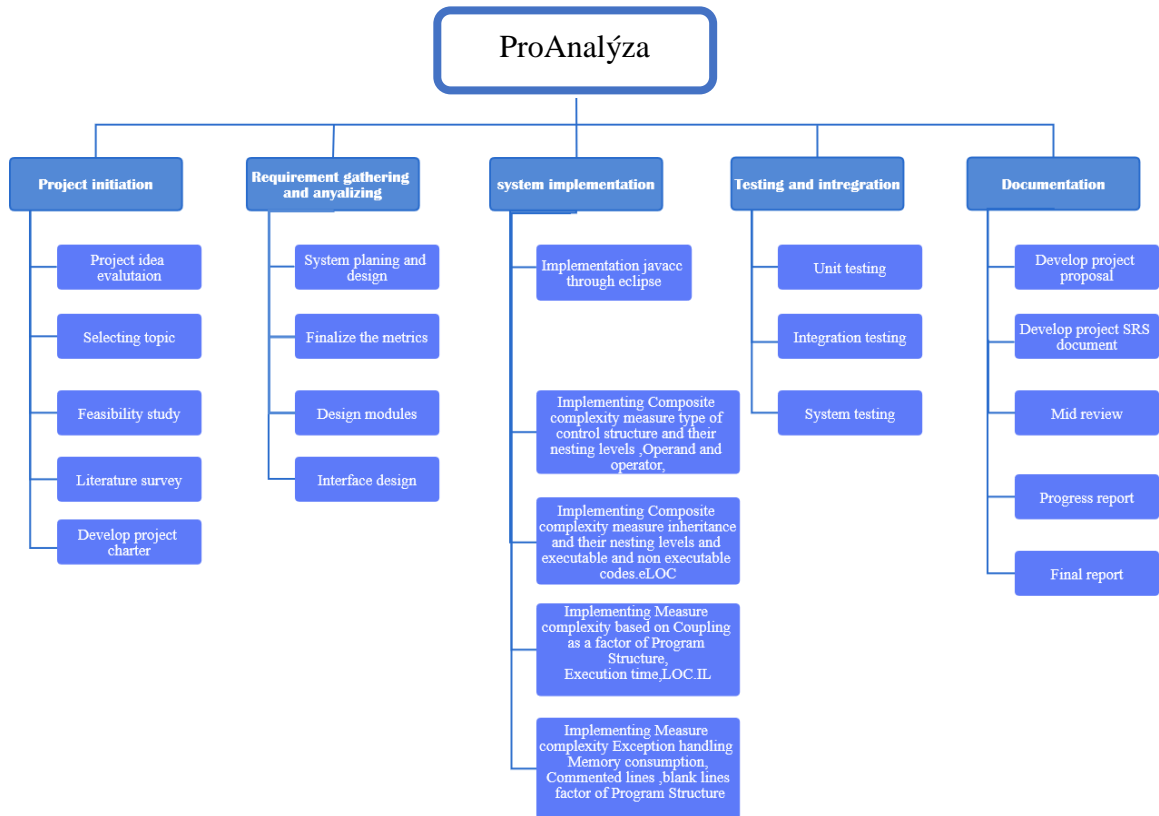 ProAnalýza
Project initiation
Project idea
evalutaion
Selecting topic
Feasibility study
Literature survey
Develop project
charter
Requirement gathering
and anyalizing
System planing and
design
Finalize the metrics
Design modules
Interface design
system implementation
Implementation javacc
through eclipse
Implementing Composite
complexity measure type of
control structure and their
nesting levels ,Operand and
operator,
Implementing Composite
complexity measure inheritance
and their nesting levels and
executable and non executable
codes.eLOC
Implementing Measure
complexity based on Coupling
as a factor of Program
Structure,
Execution time,LOC.IL
Implementing Measure
complexity Exception handling
Memory consumption,
Commented lines ,blank lines
factor of Program Structure
Testing and intregration
Unit testing
Integration testing
System testing
Documentation
Develop project
proposal
Develop project SRS
document
Mid review
Progress report
Final report